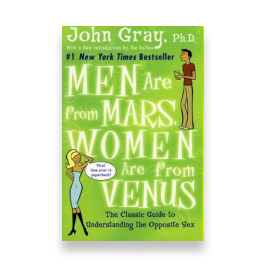 John Gray, Ph.D.
With a New Introduction by the Author
#1 New York Times Bestseller
MEN Are
from MARS,
WOMEN
Are from
VENUS
First
time ever in
paperback!
The Classic Guide to
Understanding the Opposite Sex